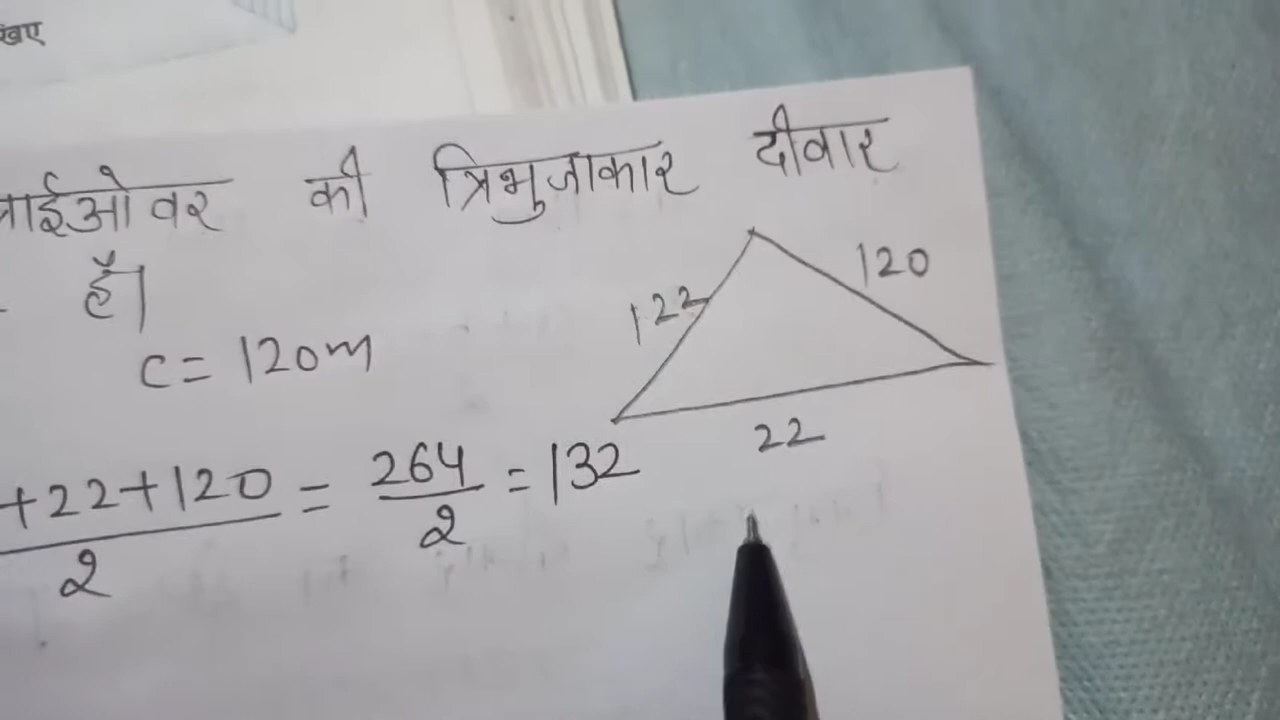 खिए
फ्लाईओवर की त्रिभुजाकार दीवार
हैं।
122
120
c = 120m
22
+22+120/2 = 264/2 = 132